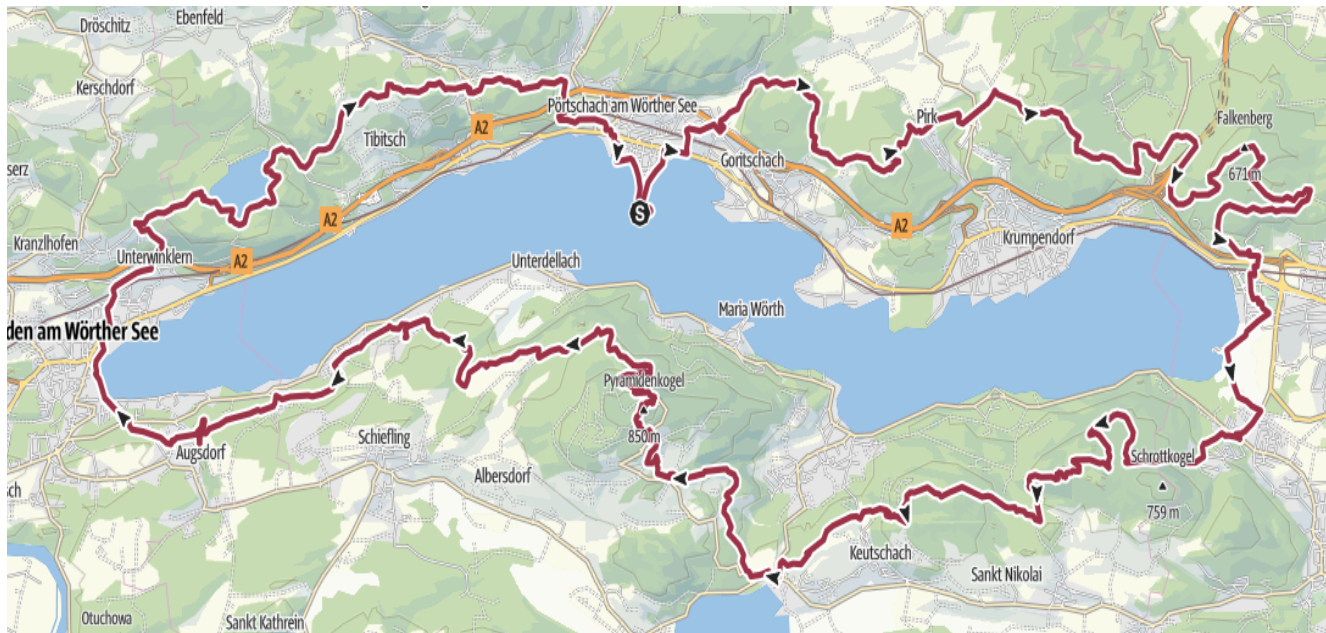 Dröschitz
Ebenfeld
Kerschdorf
Pörtschach am Wörther See
Pirk
Falkenberg
A2
Tibitsch
Goritschach
671 m
serz
S
A2
A2
Kranzlhofen
Unterwinklern
A2
Unterdellach
Krumpendorf
Maria Wörth
den am Wörther See
Pyramidenkogel
850 m
Schiefling
Augsdorf
Albersdorf
Schrottkogel
sch
759 m
Keutschach
Sankt Nikolai
Otuchowa
Sankt Kathrein